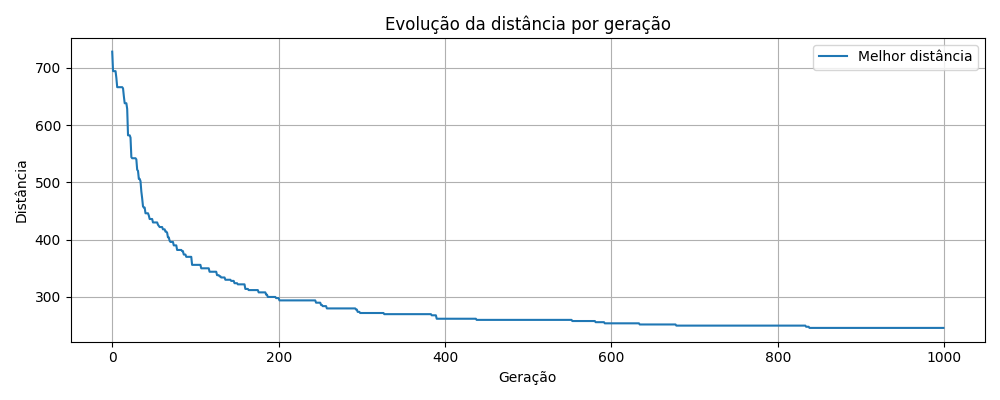 Evolução da distância por geração
Melhor distância
700
600
500
400
300
Distância
0 200 400 600 800 1000
Geração